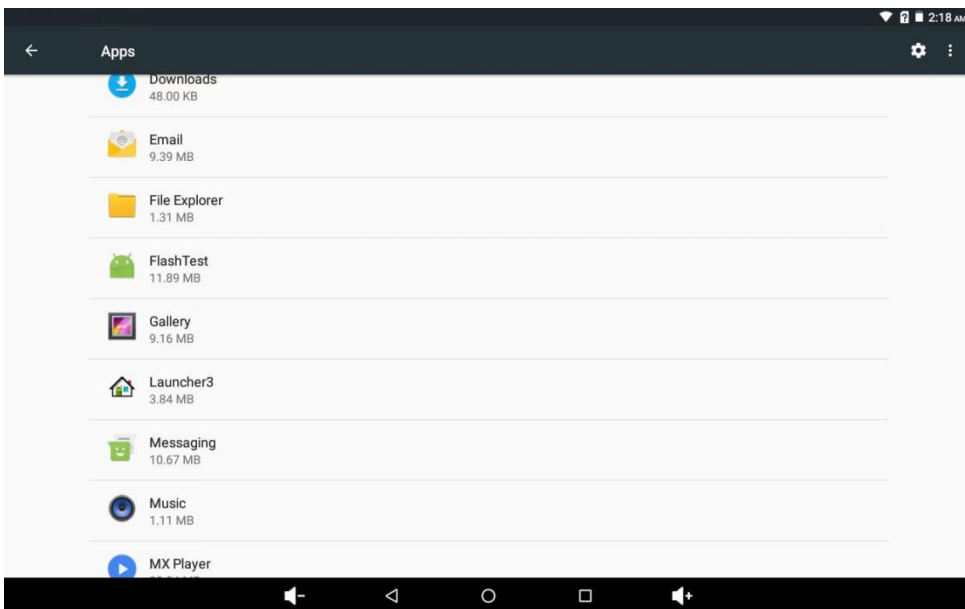 2:18 AM
Apps
Downloads
48.00 KB
Email
9.39 MB
File Explorer
1.31 MB
FlashTest
11.89 MB
Gallery
9.16 MB
Launcher3
3.84 MB
Messaging
10.67 MB
Music
1.11 MB
MX Player